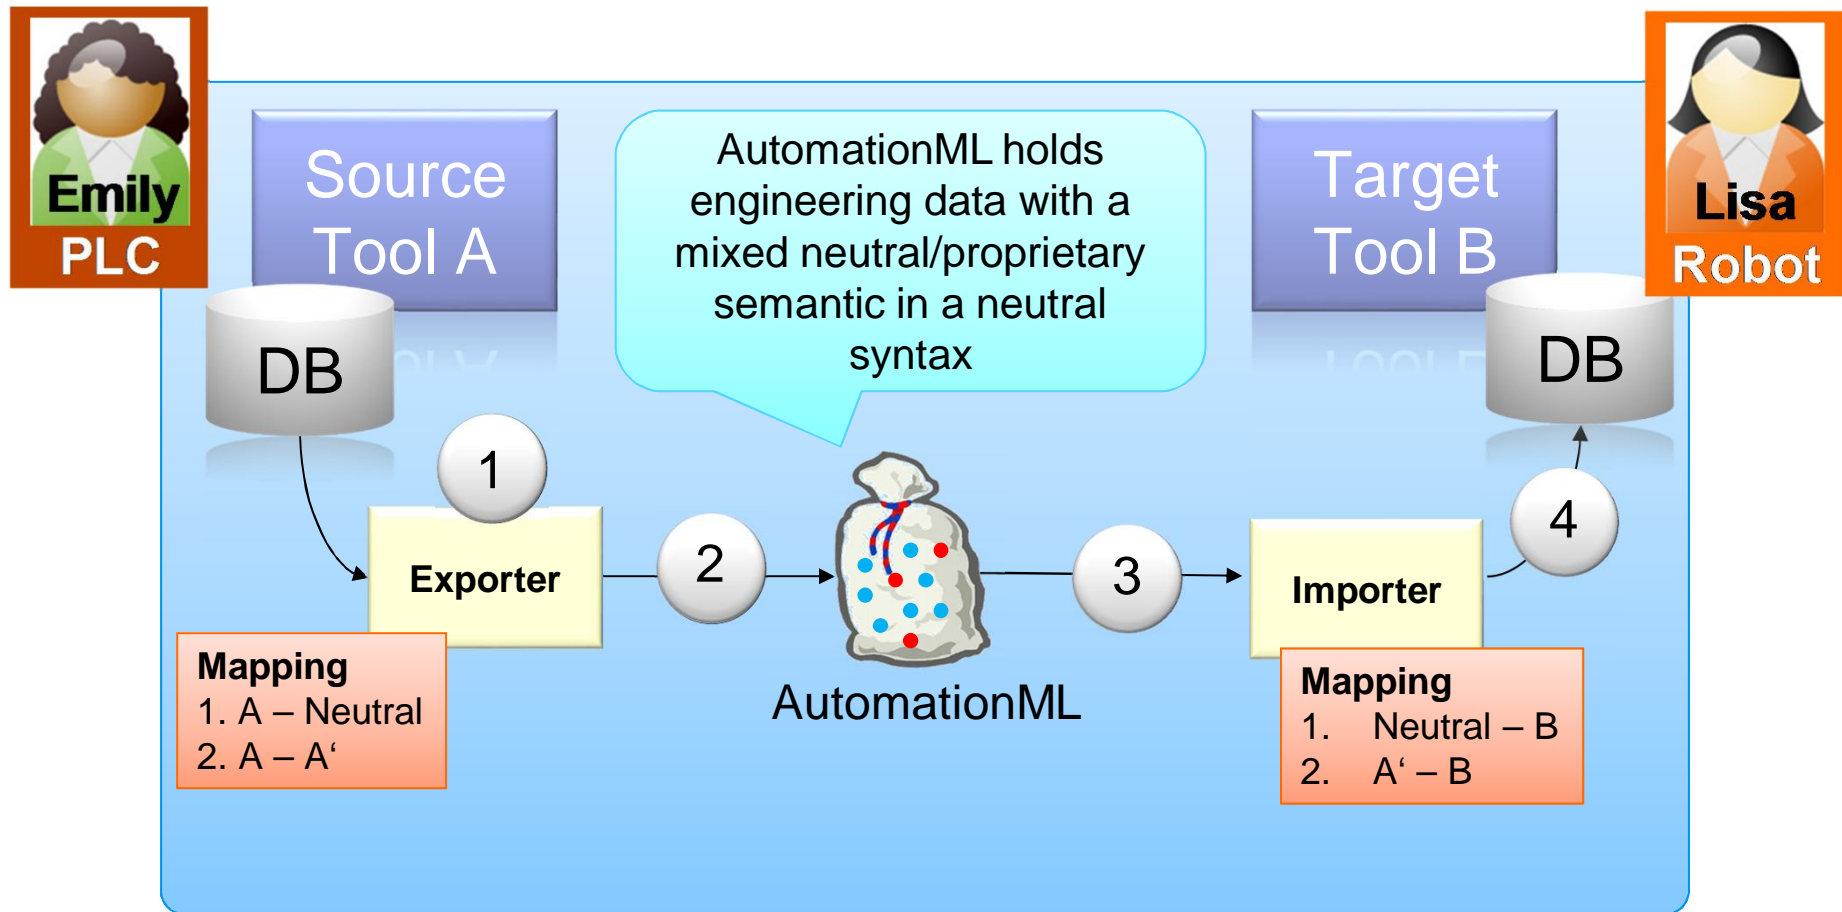 Emily
PLC
Source
Tool A
DB
AutomationML holds
engineering data with a
mixed neutral/proprietary
semantic in a neutral
syntax
Target
Tool B
DB
Lisa
Robot
1
Exporter
2
3
Importer
4
Mapping
1. A – Neutral
2. A – A‘
AutomationML
Mapping
1. Neutral – B
2. A‘ – B